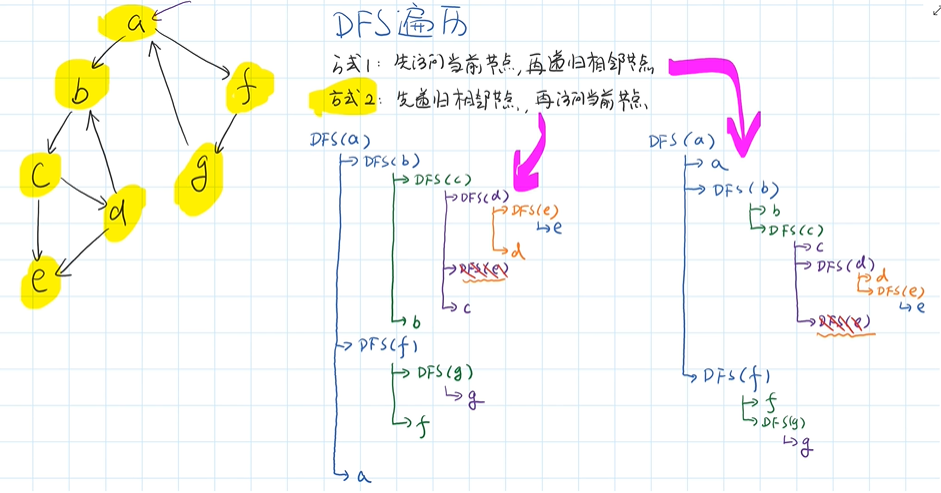 DFS遍历
方式1: 先访问当前节点,再递归相邻节点
方式2: 先递归相邻节点,再访问当前节点
a
b
f
c
g
d
e
DFS(a)
DFS(b)
DFS(c)
DFS(d)
DFS(e)
e
d
DFS(e)
c
b
DFS(f)
DFS(g)
g
f
a
DFS(a)
a
DFS(b)
b
DFS(c)
c
DFS(d)
d
DFS(e)
e
DFS(e)
DFS(f)
f
DFS(g)
g